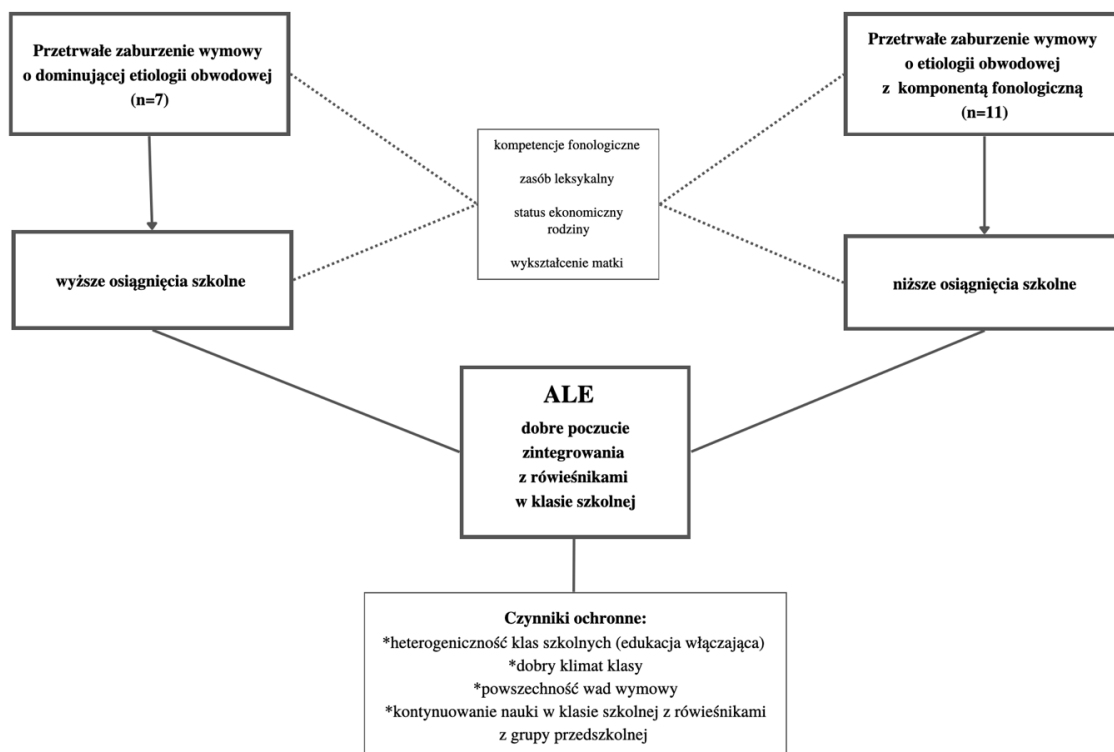 Przetrwałe zaburzenie wymowy
o dominującej etiologii obwodowej
(n=7)
Przetrwałe zaburzenie wymowy
o etiologii obwodowej
z komponentą fonologiczną
(n=11)
kompetencje fonologiczne
zasób leksykalny
status ekonomiczny
rodziny
wykształcenie matki
wyższe osiągnięcia szkolne
niższe osiągnięcia szkolne
ALE
dobre poczucie
zintegrowania
z rówieśnikami
w klasie szkolnej
Czynniki ochronne:
*heterogeniczność klas szkolnych (edukacja włączająca)
*dobry klimat klasy
*powszechność wad wymowy
*kontynuowanie nauki w klasie szkolnej z rówieśnikami
z grupy przedszkolnej